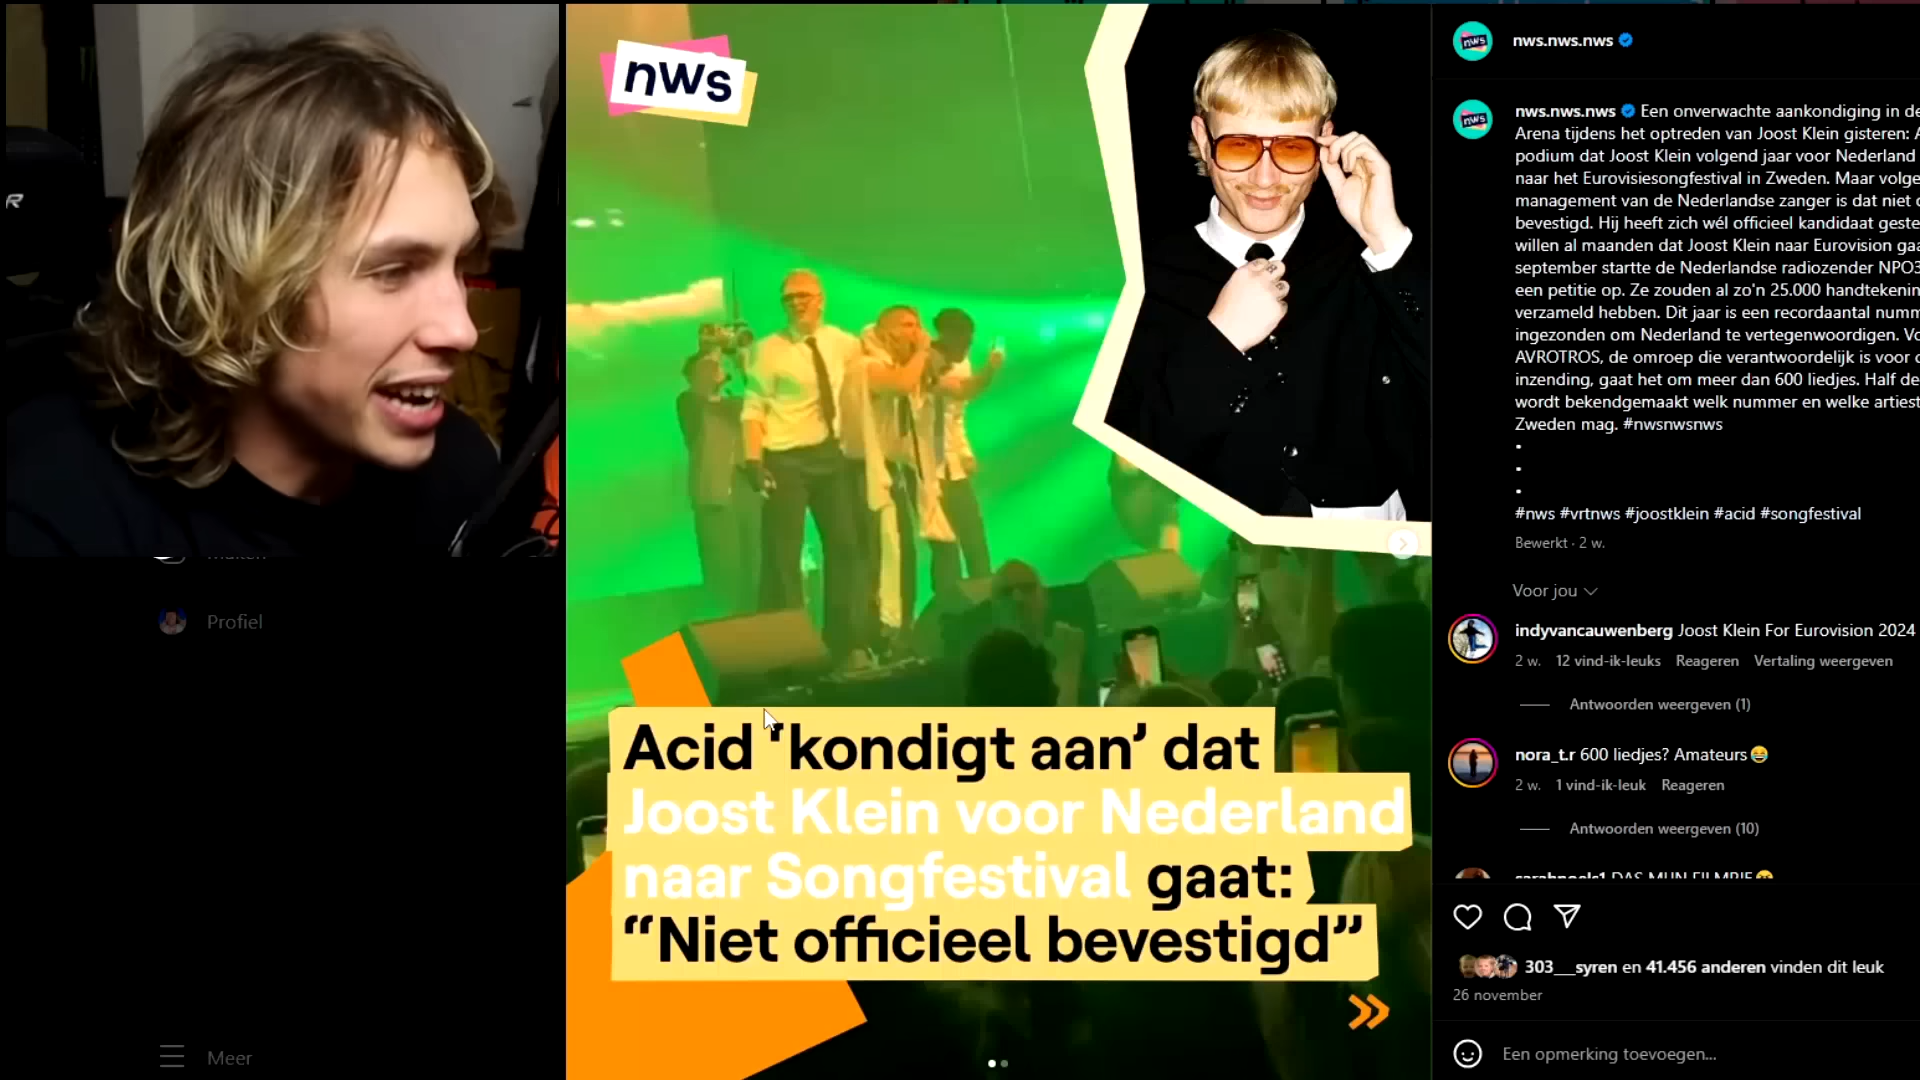 nws
Acid ‘kondigt aan’ dat
Joost Klein voor Nederland
naar Songfestival gaat:
“Niet officieel bevestigd”
nws.nws.nws
nws.nws.nws Een onverwachte aankondiging in de
Arena tijdens het optreden van Joost Klein gisteren:
podium dat Joost Klein volgend jaar voor Nederland
naar het Eurovisiesongfestival in Zweden. Maar
management van de Nederlandse zanger is dat niet
bevestigd. Hij heeft zich wél officieel kandidaat
willen al maanden dat Joost Klein naar Eurovision
september startte de Nederlandse radiozender NPO3
een petitie op. Ze zouden al zo'n 25.000
verzameld hebben. Dit jaar is een recordaantal
ingezonden om Nederland te vertegenwoordigen.
AVROTROS, de omroep die verantwoordelijk is voor
inzending, gaat het om meer dan 600 liedjes. Half
wordt bekendgemaakt welk nummer en welke
Zweden mag. #nwsnwsnws
•
•
•
#nws #vrtnws #joostklein #acid #songfestival
Bewerkt · 2 w.
Voor jou
indyvancauwenberg Joost Klein For Eurovision 2024
2 w. 12 vind-ik-leuks Reageren Vertaling weergeven
Antwoorden weergeven (1)
nora_t.r 600 liedjes? Amateurs😂
2 w. 1 vind-ik-leuk Reageren
Antwoorden weergeven (10)
303___syren en 41.456 anderen vinden dit leuk
26 november
Een opmerking toevoegen...
Profiel
Meer